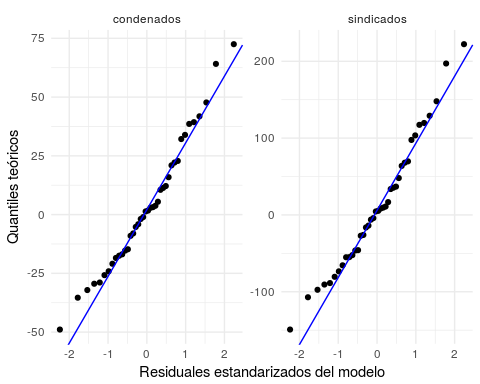 condenados
sindicados
75
50
25
0
-25
-50
200
100
0
-100
-2 -1 0 1 2
-2 -1 0 1 2
Quantiles teóricos
Residuales estandarizados del modelo